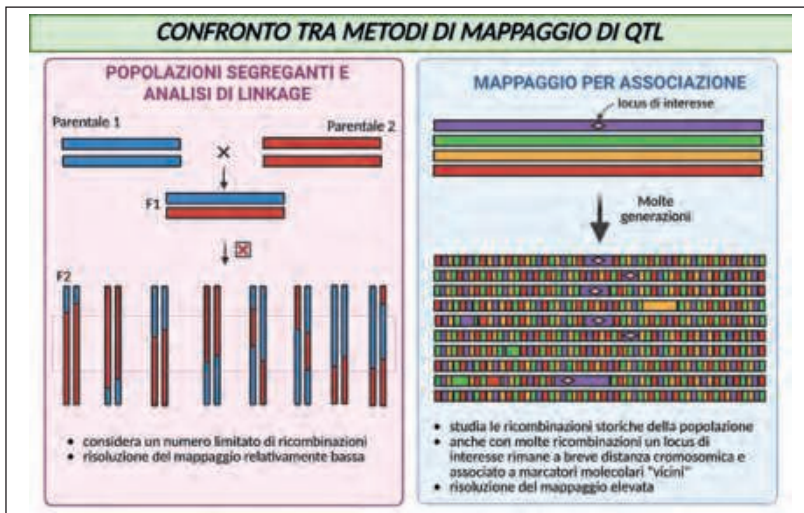 CONFRONTO TRA METODI DI MAPPAGGIO DI QTL
POPOLAZIONI SEGREGANTI E
ANALISI DI LINKAGE
Parentale 1
Parentale 2
×
F1
F2
• considera un numero limitato di ricombinazioni
• risoluzione del mappaggio relativamente bassa
MAPPAGGIO PER ASSOCIAZIONE
locus di interesse
Molte
generazioni
• studia le ricombinazioni storiche della popolazione
• anche con molte ricombinazioni un locus di
interesse rimane a breve distanza cromosomica e
associato a marcatori molecolari "vicini"
• risoluzione del mappaggio elevata